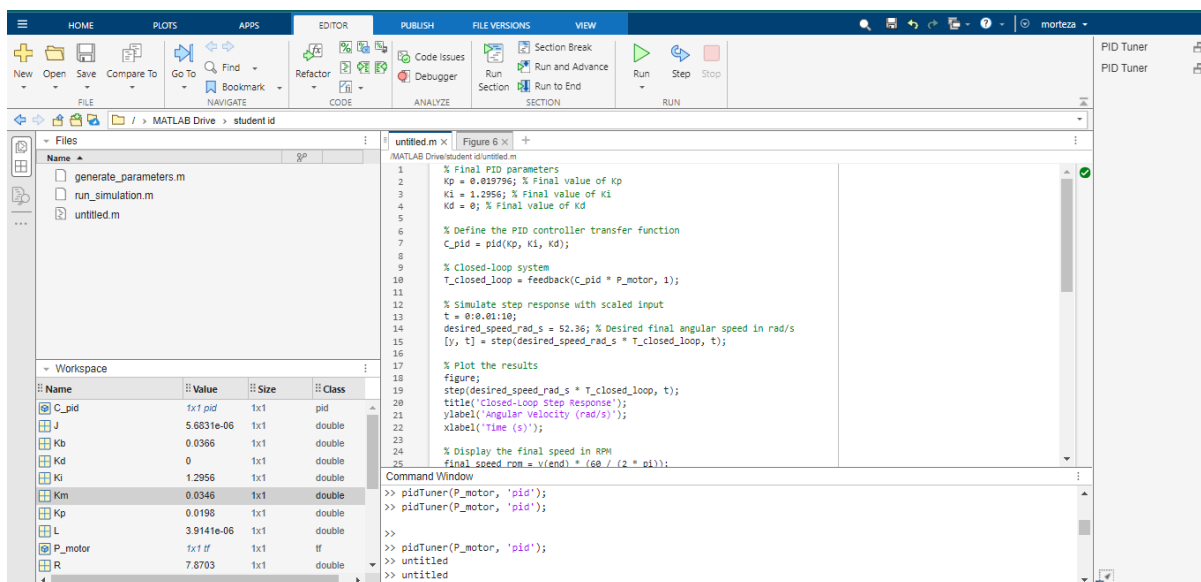 HOME PLOTS APPS EDITOR PUBLISH FILE VERSIONS VIEW morteza
New Open Save Compare To Go To Find Bookmark Refactor Code Issues Debugger Run Section Section Break Run and Advance Run to End Run Step Stop
FILE NAVIGATE CODE ANALYZE SECTION RUN
PID Tuner
PID Tuner
/ › MATLAB Drive › student id
Files
Name
generate_parameters.m
run_simulation.m
untitled.m
Workspace
Name Value Size Class
C_pid 1x1 pid 1x1 pid
J 5.6831e-06 1x1 double
Kb 0.0366 1x1 double
Kd 0 1x1 double
Ki 1.2956 1x1 double
Km 0.0346 1x1 double
Kp 0.0198 1x1 double
L 3.9141e-06 1x1 double
P_motor 1x1 tf 1x1 tf
R 7.8703 1x1 double
untitled.m × Figure 6 × +
/MATLAB Drive/student id/untitled.m
1 % Final PID parameters
2 Kp = 0.019796; % Final value of Kp
3 Ki = 1.2956; % Final value of Ki
4 Kd = 0; % Final value of Kd
5
6 % Define the PID controller transfer function
7 C_pid = pid(Kp, Ki, Kd);
8
9 % Closed-loop system
10 T_closed_loop = feedback(C_pid * P_motor, 1);
11
12 % Simulate step response with scaled input
13 t = 0:0.01:10;
14 desired_speed_rad_s = 52.36; % Desired final angular speed in rad/s
15 [y, t] = step(desired_speed_rad_s * T_closed_loop, t);
16
17 % Plot the results
18 figure;
19 step(desired_speed_rad_s * T_closed_loop, t);
20 title('Closed-Loop Step Response');
21 ylabel('Angular Velocity (rad/s)');
22 xlabel('Time (s)');
23
24 % Display the final speed in RPM
25 final_speed_rpm = y(end) * (60 / (2 * pi));
Command Window
>> pidTuner(P_motor, 'pid');
>> pidTuner(P_motor, 'pid');
>>
>> pidTuner(P_motor, 'pid');
>> untitled
>> untitled